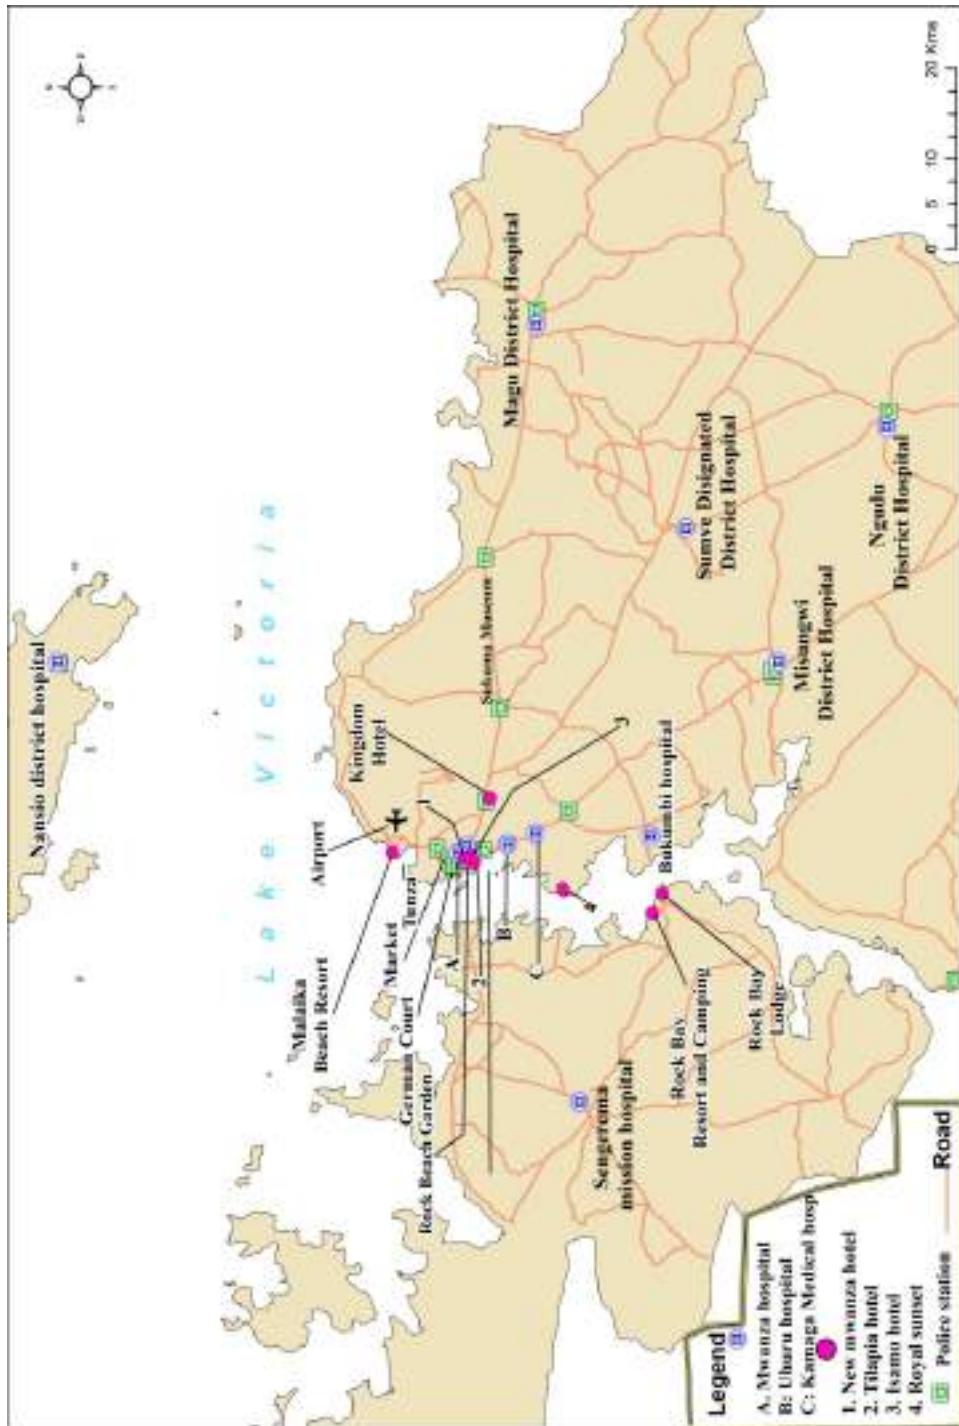 Nansio district hospital
Lake Victoria
Malaika
Beach Resort
Airport
Kingdom
Hotel
Market
Tunza
German Court
Rock Beach Garden
Sukuma Museum
Magu District Hospital
1
A
2
B
C
3
Sengerema
mission hospital
Rock Bay
Resort and Camping
Rock Bay
Lodge
Bukumbi hospital
Sumve Disignated
District Hospital
Misungwi
District Hospital
Ngudu
District Hospital
Legend
A. Mwanza hospital
B: Uhuru hospital
C: Kamaga Medical hosp
1. New mwanza hotel
2. Tilapia hotel
3. Isamo hotel
4. Royal sunset
Police station
Road
0 5 10 20 Kms